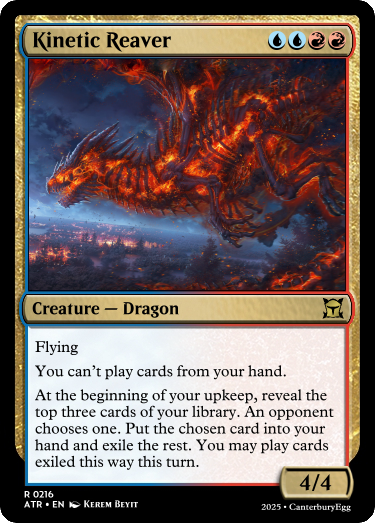 Kinetic Reaver
Creature — Dragon
Flying
You can't play cards from your hand.
At the beginning of your upkeep, reveal the
top three cards of your library. An opponent
chooses one. Put the chosen card into your
hand and exile the rest. You may play cards
exiled this way this turn.
4/4
R 0216
ATR • EN Kerem Beyit
2025 • CanterburyEgg